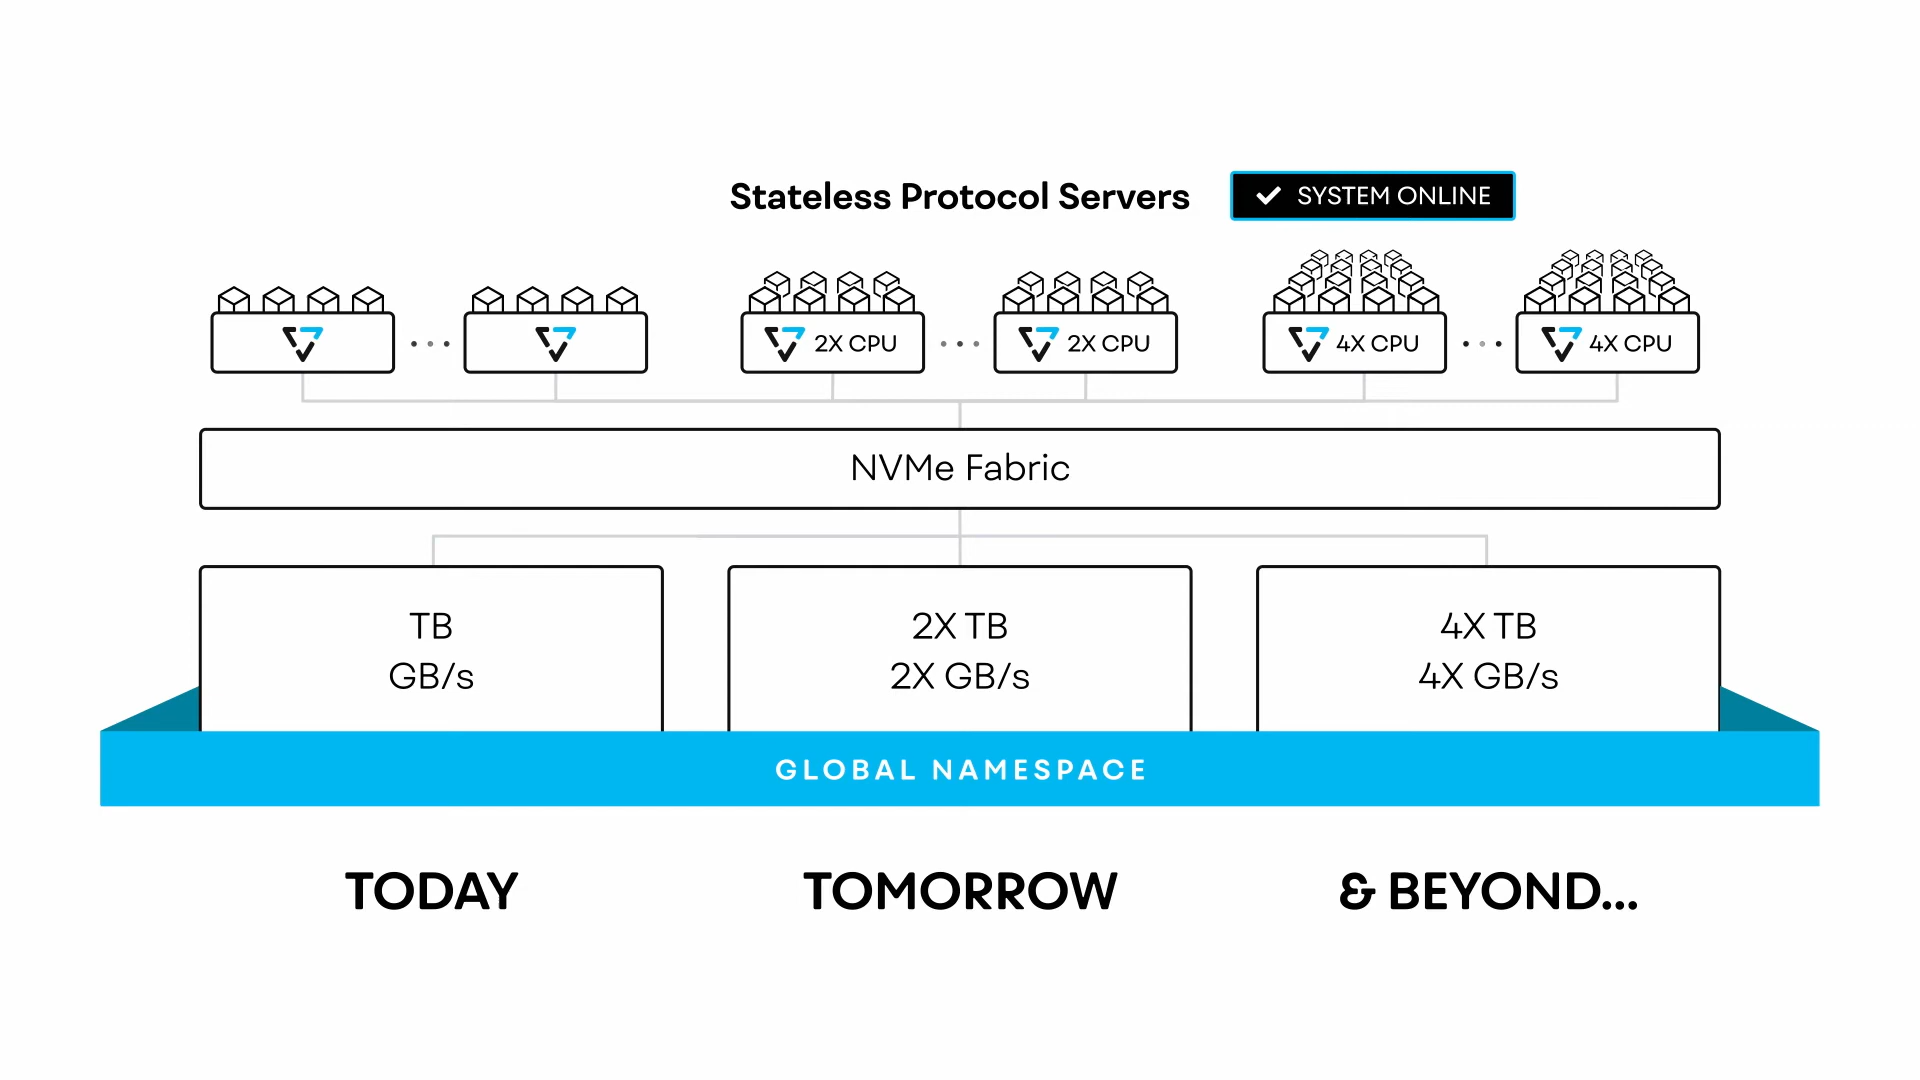 Stateless Protocol Servers
SYSTEM ONLINE
2X CPU
2X CPU
4X CPU
4X CPU
NVMe Fabric
TB
GB/s
2X TB
2X GB/s
4X TB
4X GB/s
GLOBAL NAMESPACE
TODAY
TOMORROW
& BEYOND...